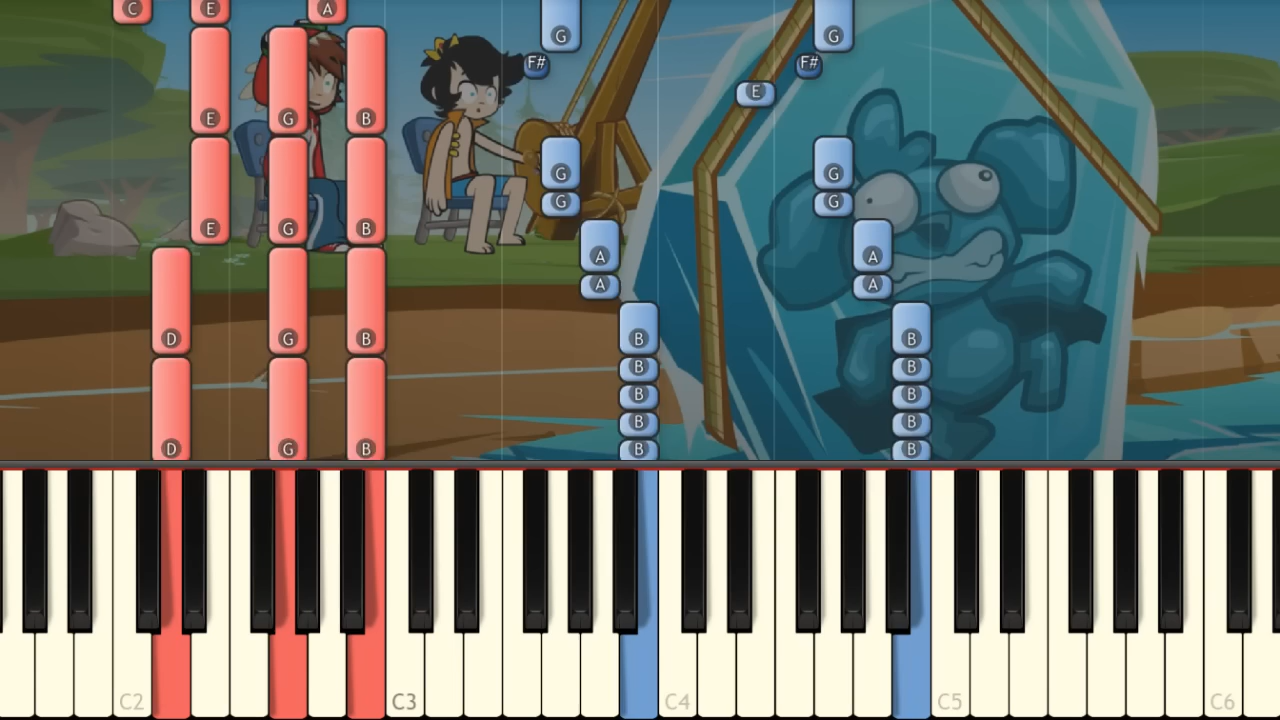 C E A G G
F# F#
E
E G B
G G
G G
E G B A A
A A
D G B B B
B B
B B
B B
D G B B B
C2 C3 C4 C5 C6